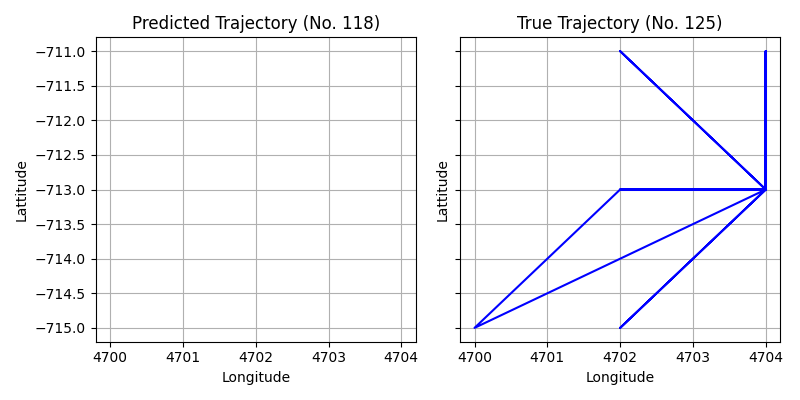 Predicted Trajectory (No. 118)
Lattitude
−711.0
−711.5
−712.0
−712.5
−713.0
−713.5
−714.0
−714.5
−715.0
4700 4701 4702 4703 4704
Longitude
True Trajectory (No. 125)
Lattitude
4700 4701 4702 4703 4704
Longitude